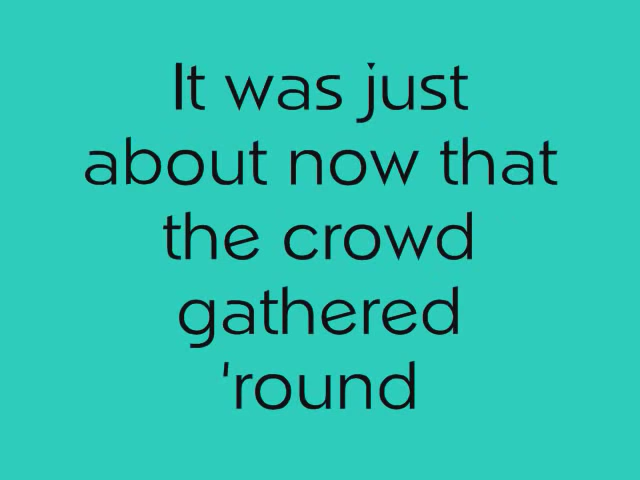 It was just
about now that
the crowd
gathered
'round